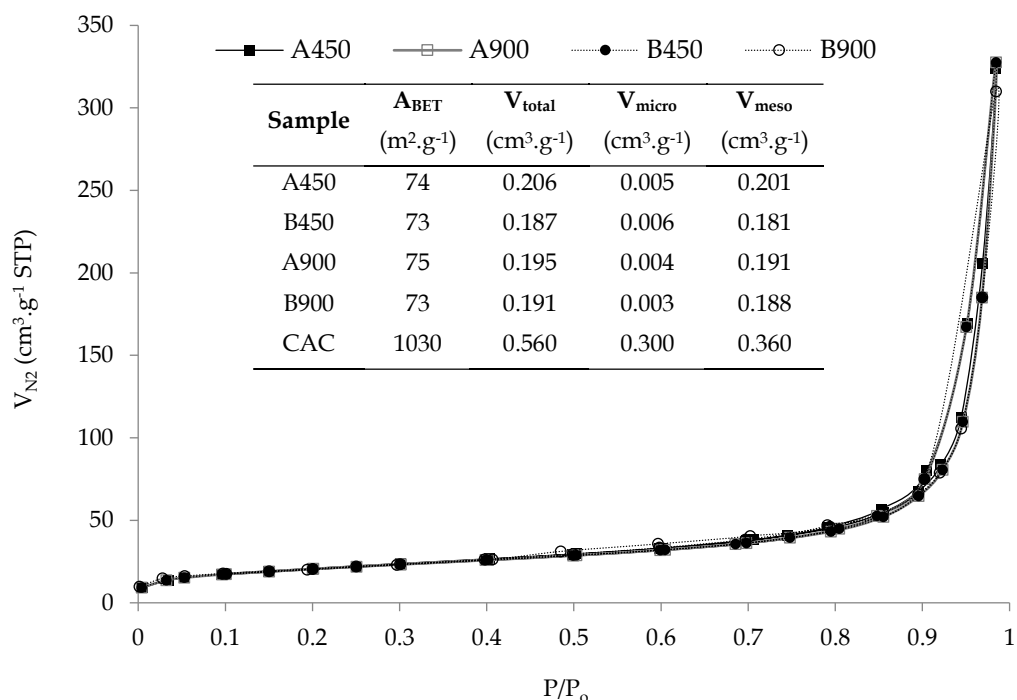 350
300
250
200
150
100
50
0
V_N2 (cm³.g⁻¹ STP)
A450 A900 B450 B900
Sample A_BET V_total V_micro V_meso
(m².g⁻¹) (cm³.g⁻¹) (cm³.g⁻¹) (cm³.g⁻¹)
A450 74 0.206 0.005 0.201
B450 73 0.187 0.006 0.181
A900 75 0.195 0.004 0.191
B900 73 0.191 0.003 0.188
CAC 1030 0.560 0.300 0.360
0 0.1 0.2 0.3 0.4 0.5 0.6 0.7 0.8 0.9 1
P/P_o